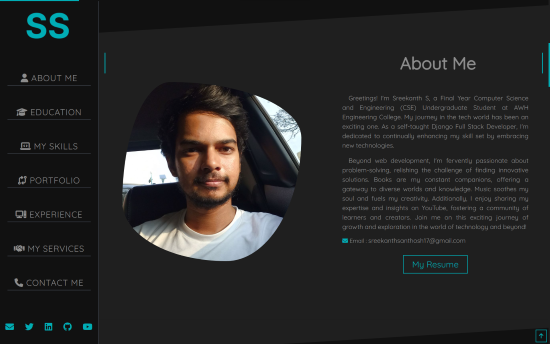 SS
ABOUT ME
EDUCATION
MY SKILLS
PORTFOLIO
EXPERIENCE
MY SERVICES
CONTACT ME
About Me
Greetings! I'm Sreekanth S, a Final Year Computer Science
and Engineering (CSE) Undergraduate Student at AWH
Engineering College. My journey in the tech world has been an
exciting one. As a self-taught Django Full Stack Developer, I'm
dedicated to continually enhancing my skill set by embracing
new technologies.
Beyond web development, I'm fervently passionate about
problem-solving, relishing the challenge of finding innovative
solutions. Books are my constant companions, offering a
gateway to diverse worlds and knowledge. Music soothes my
soul and fuels my creativity. Additionally, I enjoy sharing my
expertise and insights on YouTube, fostering a community of
learners and creators. Join me on this exciting journey of
growth and exploration in the world of technology and beyond!
Email : sreekanthsanthosh17@gmail.com
My Resume